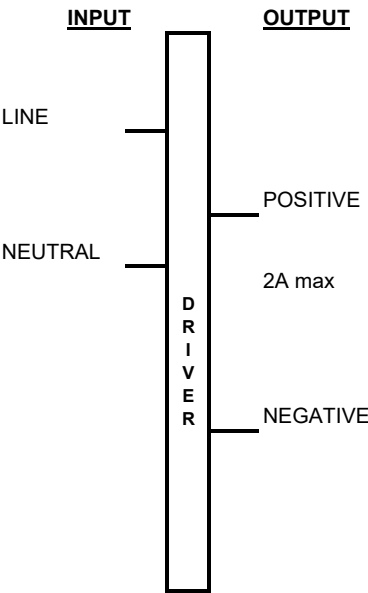 INPUT
OUTPUT
LINE
POSITIVE
NEUTRAL
2A max
D
R
I
V
E
R
NEGATIVE